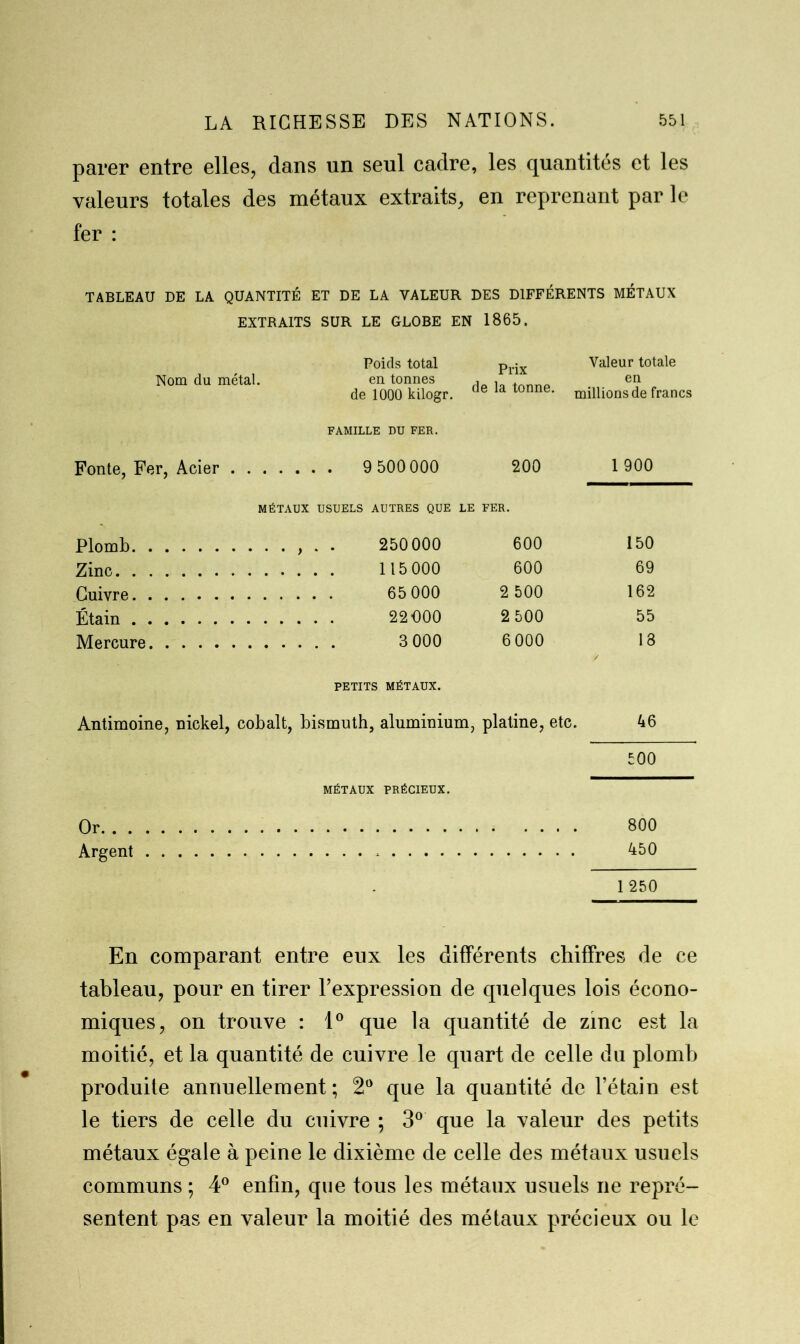 LA RICHESSE DES NATIONS. 551
parer entre elles, dans un seul cadre, les quantités et les
valeurs totales des métaux extraits, en reprenant par le
fer :
TABLEAU DE LA QUANTITÉ ET DE LA VALEUR DES DIFFÉRENTS MÉTAUX
EXTRAITS SUR LE GLOBE EN 1865.
Nom du métal. Poids total en tonnes de 1000 kilogr. Prix de la tonne. Valeur totale en millions de francs
FAMILLE DU FER.
Fonte, Fer, Acier . . . . . . . 9 500 000 200 1 900
MÉTAUX USUELS AUTRES QUE LE FER.
Plomb. . . . . . . . . . . , . . 250 000 600 150
Zinc. . . . . . . . . . . . . . 115 000 600 69
Cuivre. . . . . . . . . . . . . 65 000 2 500 162
Étain . . . . . . . . . . . . . 22 000 2 500 55
Mercure. . . . . . . . . . . . 3 000 6 000 18
PETITS MÉTAUX.
Antimoine, nickel, cobalt, bismuth, aluminium, platine, etc. 46
500
MÉTAUX PRÉCIEUX.
Or. . . . . . . . . . . . . . . . . . . . . . . . . . . . 800
Argent . . . . . . . . . . . . . . . . . . . . . . . . . . 450
1 250
En comparant entre eux les différents chiffres de ce
tableau, pour en tirer l'expression de quelques lois écono-
miques, on trouve : 1° que la quantité de zinc est la
moitié, et la quantité de cuivre le quart de celle du plomb
produite annuellement ; 2° que la quantité de l'étain est
le tiers de celle du cuivre ; 3° que la valeur des petits
métaux égale à peine le dixième de celle des métaux usuels
communs ; 4° enfin, que tous les métaux usuels ne repré-
sentent pas en valeur la moitié des métaux précieux ou le